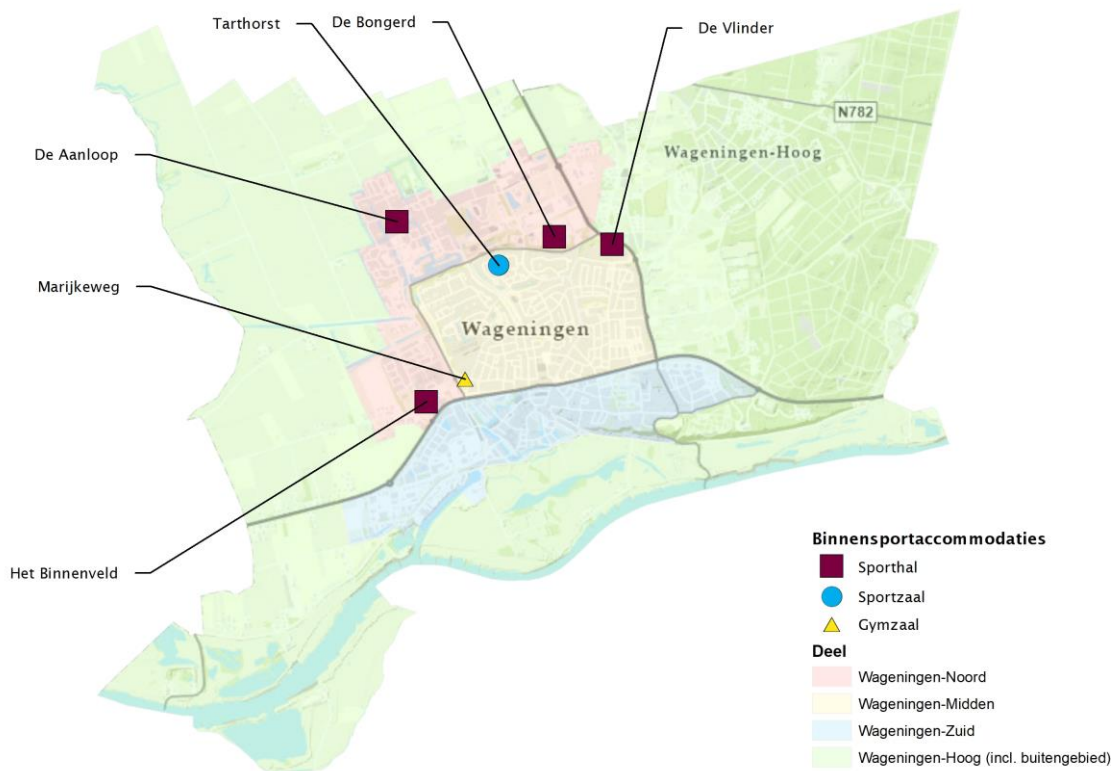 Tarthorst
De Bongerd
De Vlinder
N782
De Aanloop
Wageningen-Hoog
Marijkeweg
Wageningen
Het Binnenveld
Binnensportaccommodaties
Sporthal
Sportzaal
Gymzaal
Deel
Wageningen-Noord
Wageningen-Midden
Wageningen-Zuid
Wageningen-Hoog (incl. buitengebied)